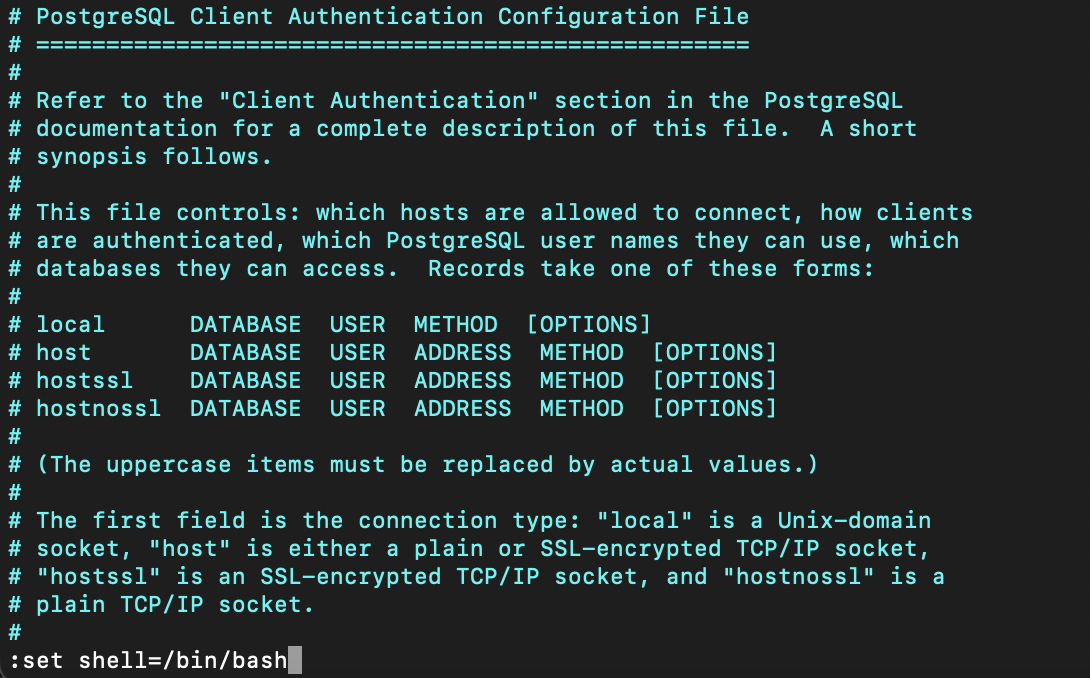 # PostgreSQL Client Authentication Configuration File
# ===================================================
#
# Refer to the "Client Authentication" section in the PostgreSQL
# documentation for a complete description of this file.  A short
# synopsis follows.
#
# This file controls: which hosts are allowed to connect, how clients
# are authenticated, which PostgreSQL user names they can use, which
# databases they can access.  Records take one of these forms:
#
# local      DATABASE  USER  METHOD  [OPTIONS]
# host       DATABASE  USER  ADDRESS  METHOD  [OPTIONS]
# hostssl    DATABASE  USER  ADDRESS  METHOD  [OPTIONS]
# hostnossl  DATABASE  USER  ADDRESS  METHOD  [OPTIONS]
#
# (The uppercase items must be replaced by actual values.)
#
# The first field is the connection type: "local" is a Unix-domain
# socket, "host" is either a plain or SSL-encrypted TCP/IP socket,
# "hostssl" is an SSL-encrypted TCP/IP socket, and "hostnossl" is a
# plain TCP/IP socket.
#
:set shell=/bin/bash